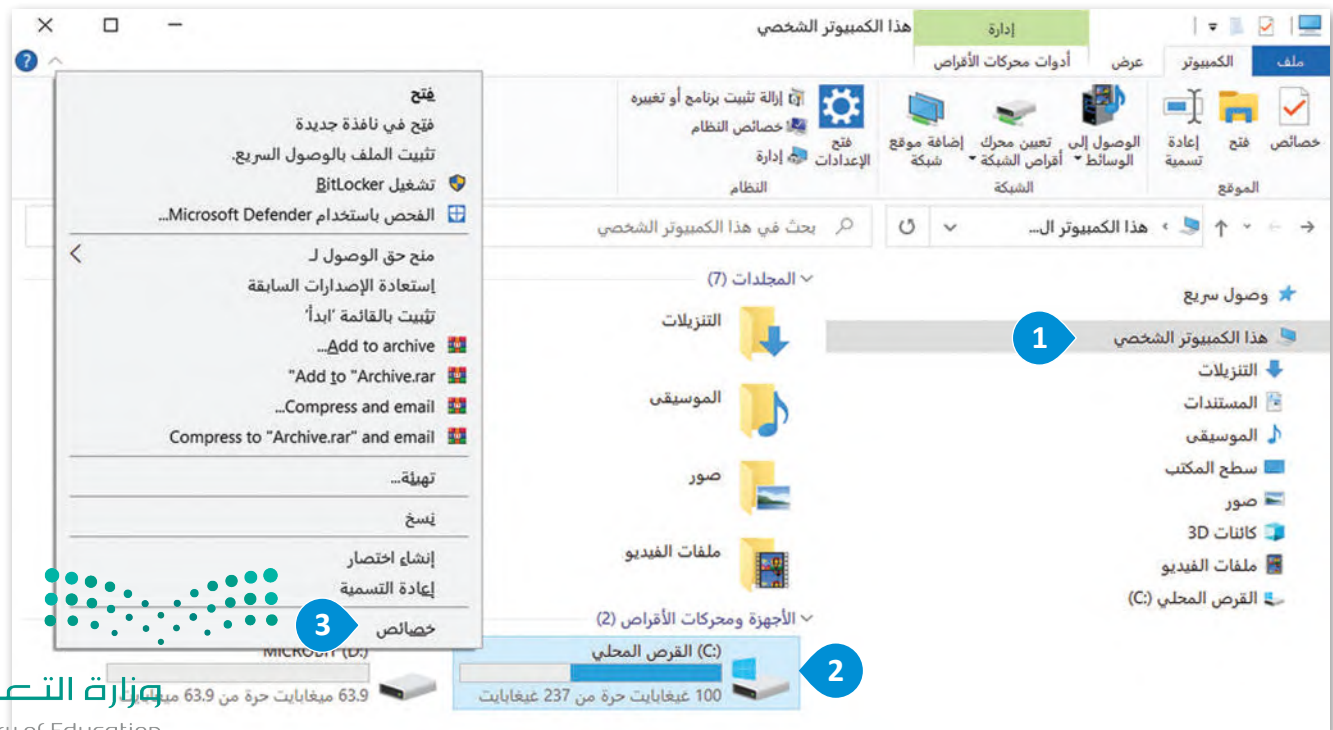 هذا الكمبيوتر الشخصي
إدارة
ملف
الكمبيوتر
عرض
أدوات محركات الأقراص
خصائص
فتح
إعادة تسمية
الموقع
الوصول إلى الوسائط
تعيين محرك أقراص الشبكة
إضافة موقع شبكة
الشبكة
فتح الإعدادات
إزالة تثبيت برنامج أو تغييره
خصائص النظام
إدارة
النظام
هذا الكمبيوتر ال...
بحث في هذا الكمبيوتر الشخصي
وصول سريع
هذا الكمبيوتر الشخصي
1
التنزيلات
المستندات
الموسيقى
سطح المكتب
صور
كائنات 3D
ملفات الفيديو
القرص المحلي (C:)
المجلدات (7)
التنزيلات
الموسيقى
صور
ملفات الفيديو
الأجهزة ومحركات الأقراص (2)
(C:) القرص المحلي
100 غيغابايت حرة من 237 غيغابايت
2
MICROBIT (D:)
63.9 ميغابايت حرة من 63.9 ميغابايت
فتح
فتح في نافذة جديدة
تثبيت الملف بالوصول السريع.
تشغيل BitLocker
الفحص باستخدام Microsoft Defender...
منح حق الوصول لـ
إستعادة الإصدارات السابقة
تثبيت بالقائمة 'ابدأ'
Add to archive...
Add to "Archive.rar"
Compress and email...
Compress to "Archive.rar" and email
تهيئة...
نسخ
إنشاء اختصار
إعادة التسمية
خصائص
3
وزارة التع
of Education